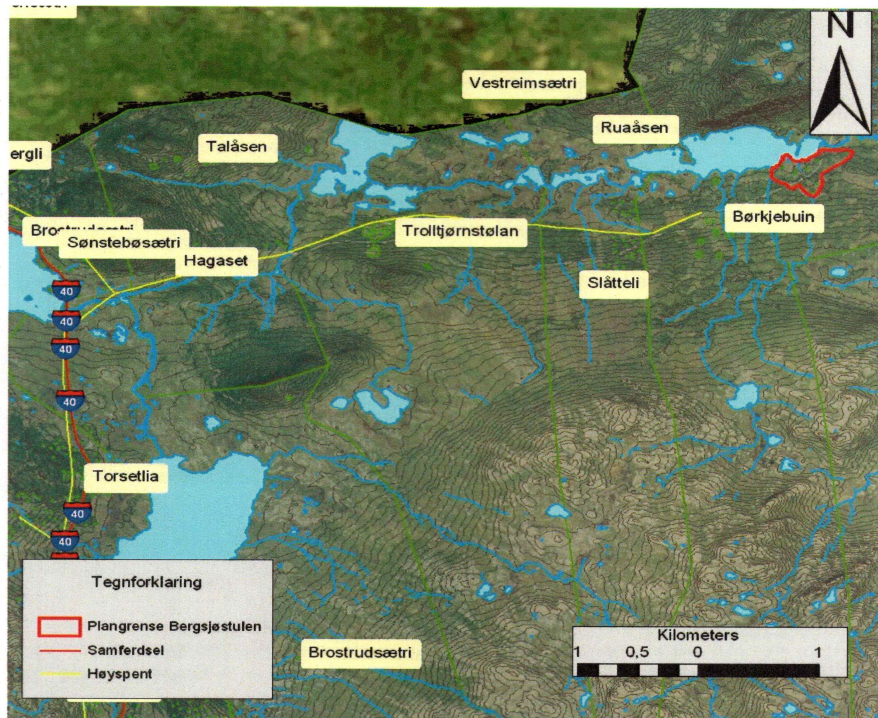 N
Vestreimsætri
Ruaåsen
Talåsen
ergli
Børkjebuin
Trolltjørnstølan
Sønstebøsætri
Hagaset
Slåtteli
40
40
40
40
Torsetlia
40
40
Tegnforklaring
Plangrense Bergsjøstulen
Samferdsel
Høyspent
Brostrudsætri
Kilometers
1 0,5 0 1